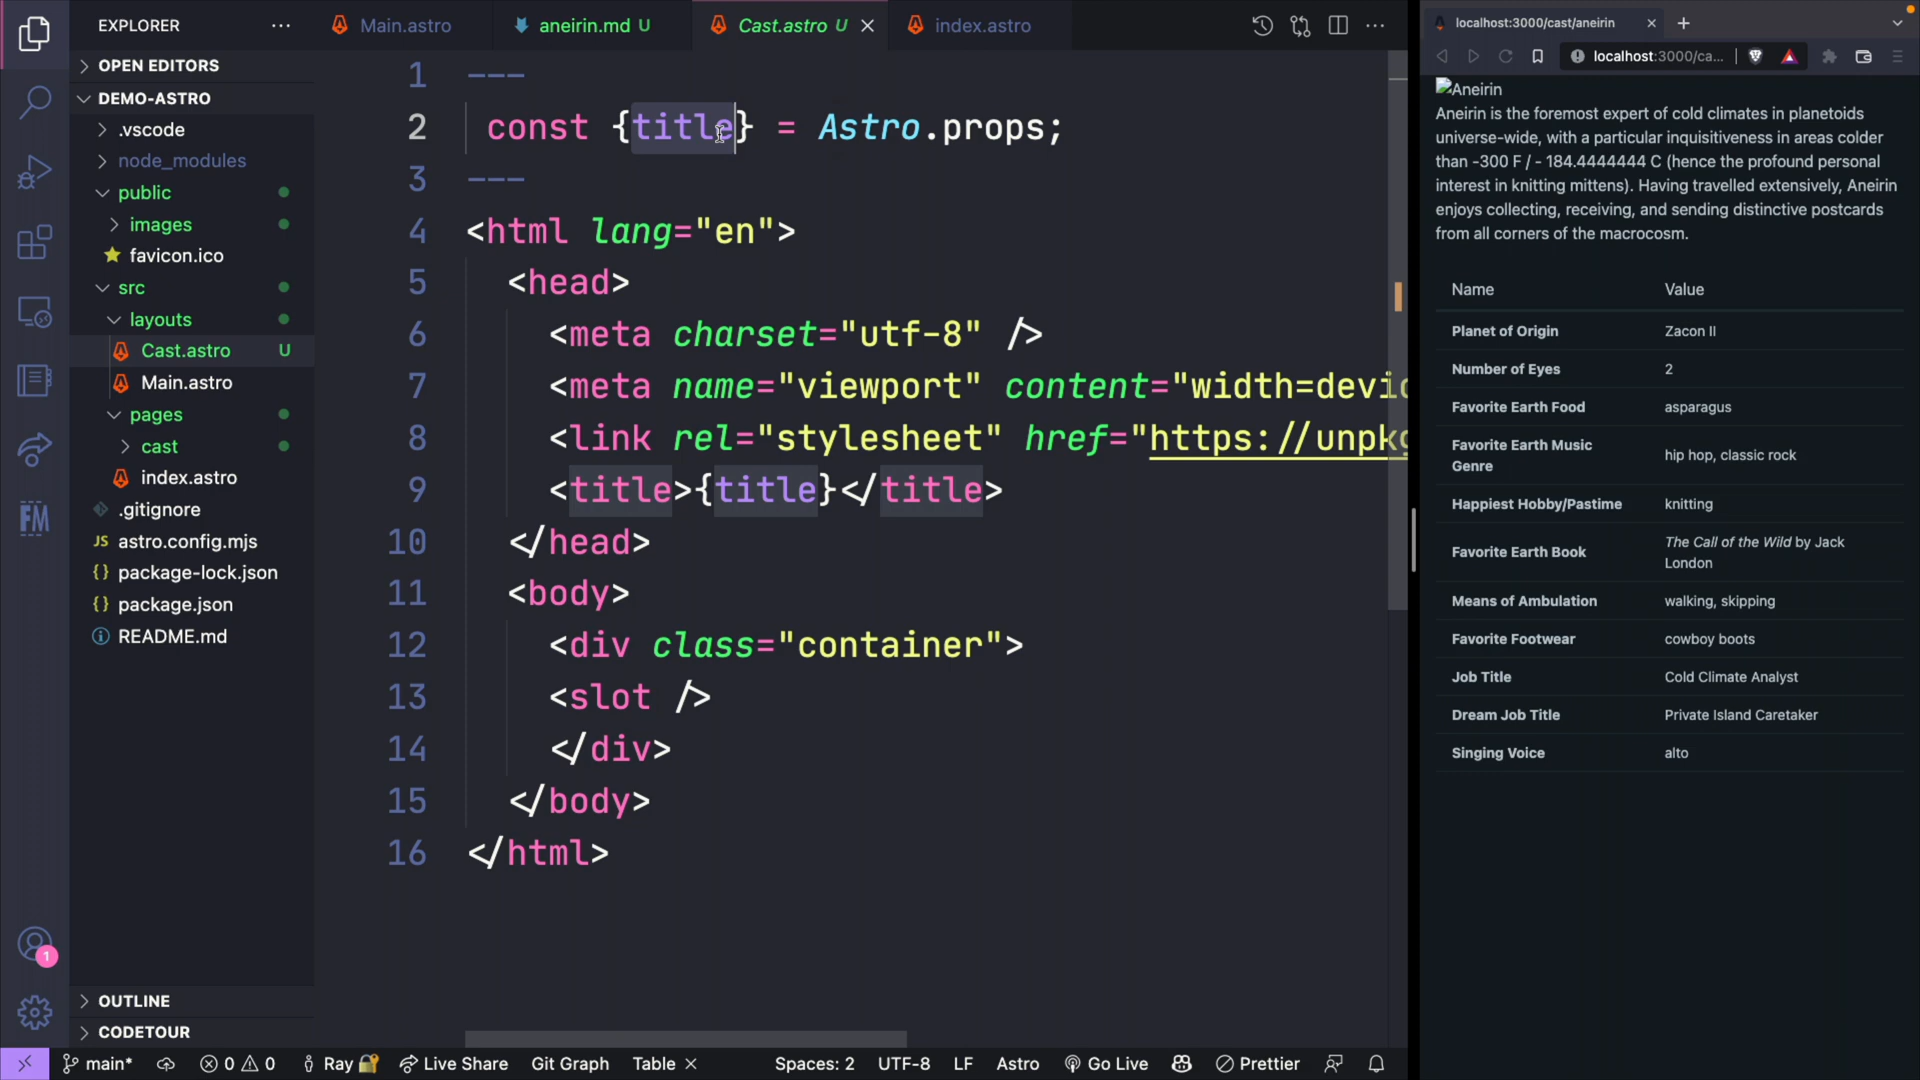 EXPLORER
OPEN EDITORS
DEMO-ASTRO
.vscode
node_modules
public
images
favicon.ico
src
layouts
Cast.astro U
Main.astro
pages
cast
index.astro
.gitignore
JS astro.config.mjs
{} package-lock.json
{} package.json
README.md
OUTLINE
CODETOUR
FM
1
Main.astro
aneirin.md U
Cast.astro U
index.astro
1 ---
2 const {title} = Astro.props;
3 ---
4 <html lang="en">
5 <head>
6 <meta charset="utf-8" />
7 <meta name="viewport" content="width=devic
8 <link rel="stylesheet" href="https://unpkg
9 <title>{title}</title>
10 </head>
11 <body>
12 <div class="container">
13 <slot />
14 </div>
15 </body>
16 </html>
main*
0 0
Ray
Live Share
Git Graph
Table
Spaces: 2
UTF-8
LF
Astro
Go Live
Prettier
localhost:3000/cast/aneirin
localhost:3000/ca...
Aneirin
Aneirin is the foremost expert of cold climates in planetoids
universe-wide, with a particular inquisitiveness in areas colder
than -300 F / - 184.4444444 C (hence the profound personal
interest in knitting mittens). Having travelled extensively, Aneirin
enjoys collecting, receiving, and sending distinctive postcards
from all corners of the macrocosm.
Name Value
Planet of Origin Zacon II
Number of Eyes 2
Favorite Earth Food asparagus
Favorite Earth Music
Genre hip hop, classic rock
Happiest Hobby/Pastime knitting
Favorite Earth Book The Call of the Wild by Jack
London
Means of Ambulation walking, skipping
Favorite Footwear cowboy boots
Job Title Cold Climate Analyst
Dream Job Title Private Island Caretaker
Singing Voice alto